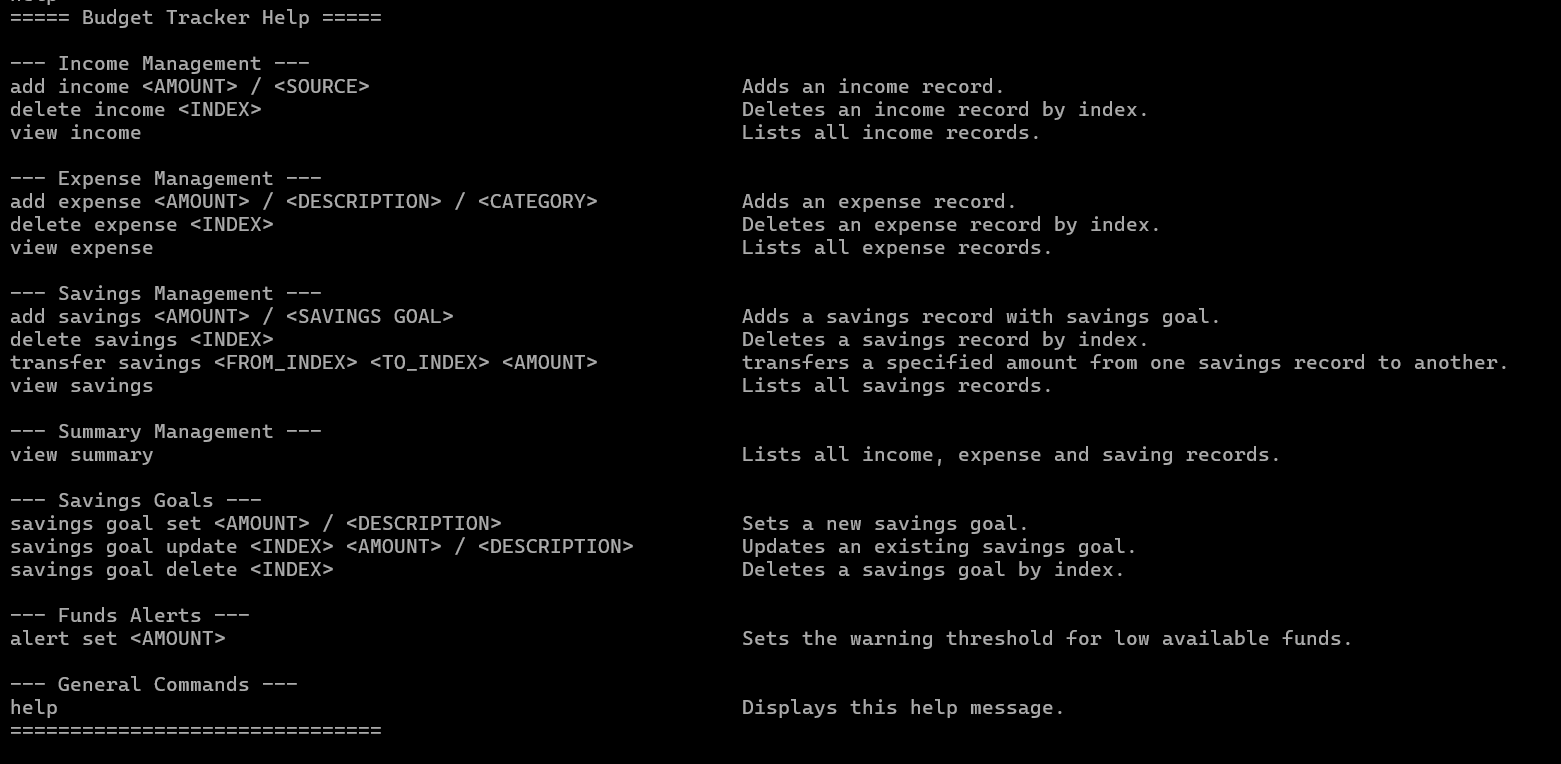 help
===== Budget Tracker Help =====
--- Income Management ---
add income <AMOUNT> / <SOURCE> Adds an income record.
delete income <INDEX> Deletes an income record by index.
view income Lists all income records.
--- Expense Management ---
add expense <AMOUNT> / <DESCRIPTION> / <CATEGORY> Adds an expense record.
delete expense <INDEX> Deletes an expense record by index.
view expense Lists all expense records.
--- Savings Management ---
add savings <AMOUNT> / <SAVINGS GOAL> Adds a savings record with savings goal.
delete savings <INDEX> Deletes a savings record by index.
transfer savings <FROM_INDEX> <TO_INDEX> <AMOUNT> transfers a specified amount from one savings record to another.
view savings Lists all savings records.
--- Summary Management ---
view summary Lists all income, expense and saving records.
--- Savings Goals ---
savings goal set <AMOUNT> / <DESCRIPTION> Sets a new savings goal.
savings goal update <INDEX> <AMOUNT> / <DESCRIPTION> Updates an existing savings goal.
savings goal delete <INDEX> Deletes a savings goal by index.
--- Funds Alerts ---
alert set <AMOUNT> Sets the warning threshold for low available funds.
--- General Commands ---
help Displays this help message.
===============================